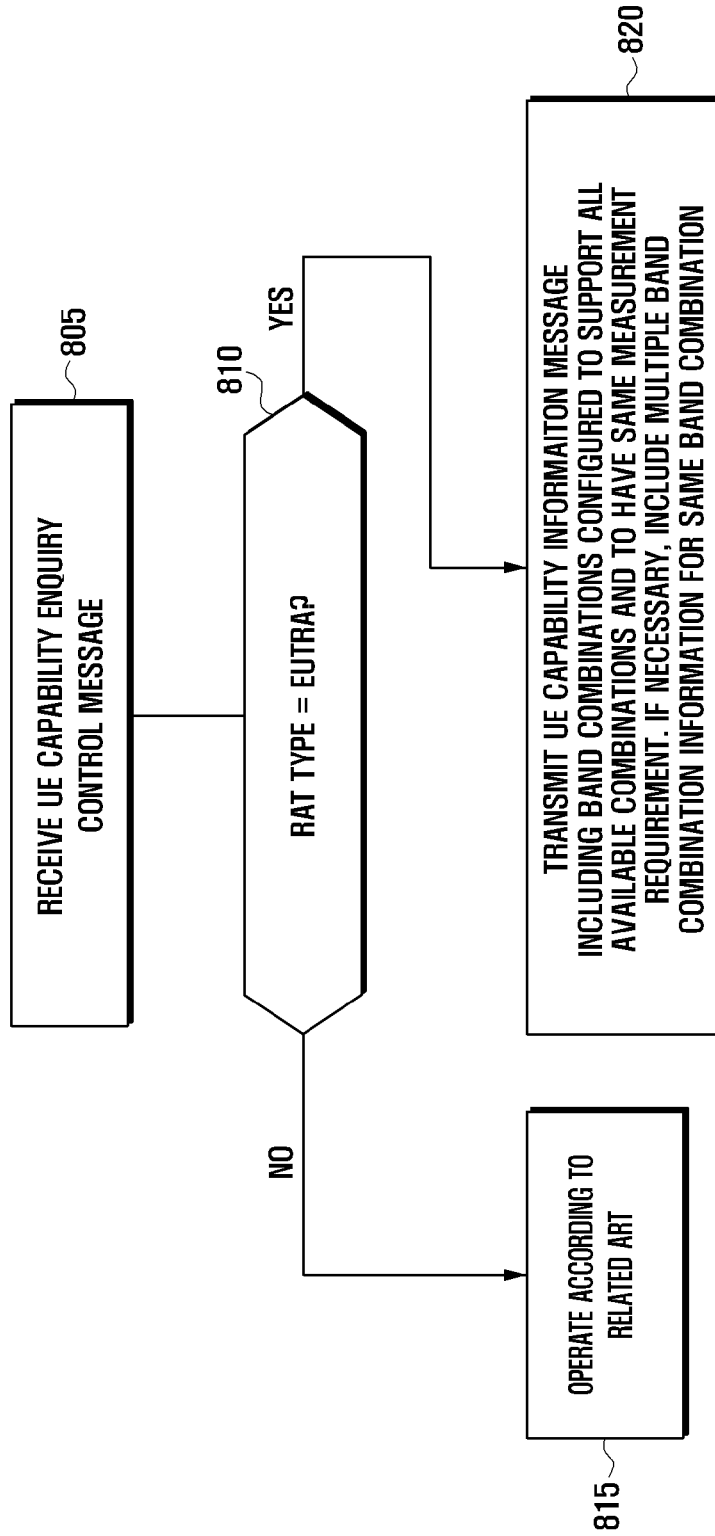 805
RECEIVE UE CAPABILITY ENQUIRY
CONTROL MESSAGE
810
RAT TYPE = EUTRA?
NO
YES
815
OPERATE ACCORDING TO
RELATED ART
820
TRANSMIT UE CAPABILITY INFORMAITON MESSAGE
INCLUDING BAND COMBINATIONS CONFIGURED TO SUPPORT ALL
AVAILABLE COMBINATIONS AND TO HAVE SAME MEASUREMENT
REQUIREMENT. IF NECESSARY, INCLUDE MULTIPLE BAND
COMBINATION INFORMATION FOR SAME BAND COMBINATION